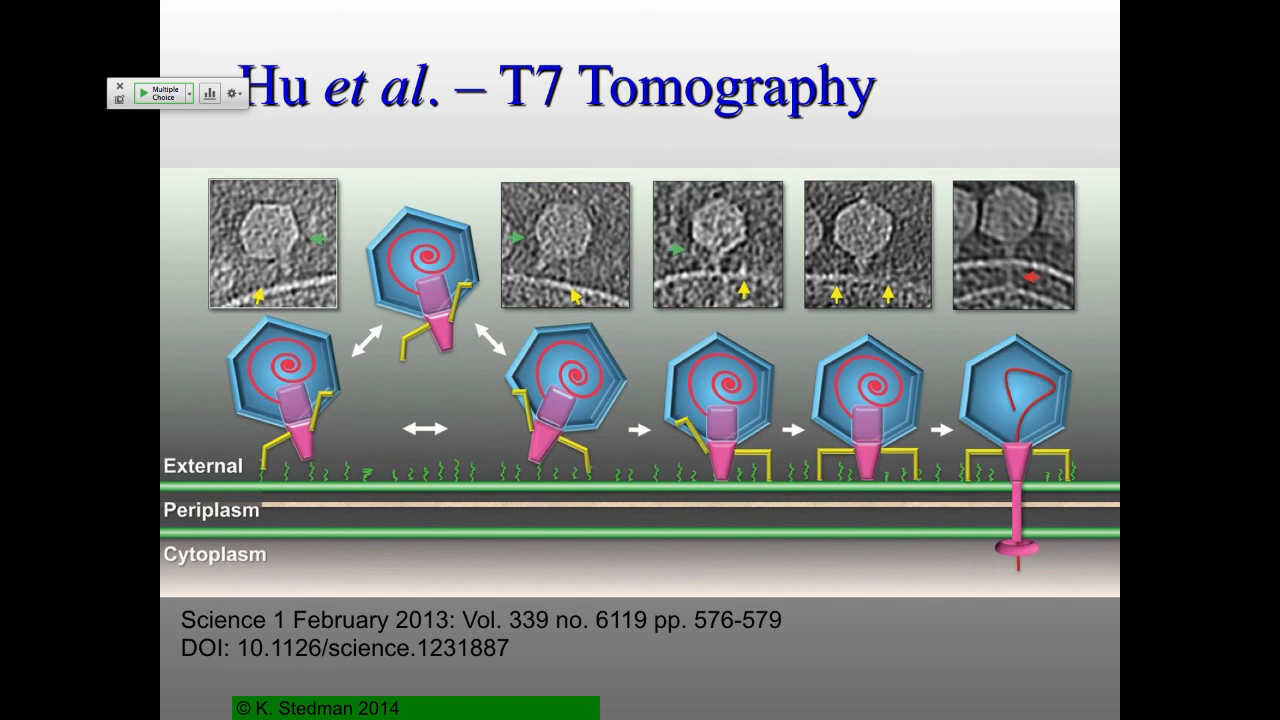 Hu et al. – T7 Tomography
Multiple
Choice
External
Periplasm
Cytoplasm
Science 1 February 2013: Vol. 339 no. 6119 pp. 576-579
DOI: 10.1126/science.1231887
© K. Stedman 2014